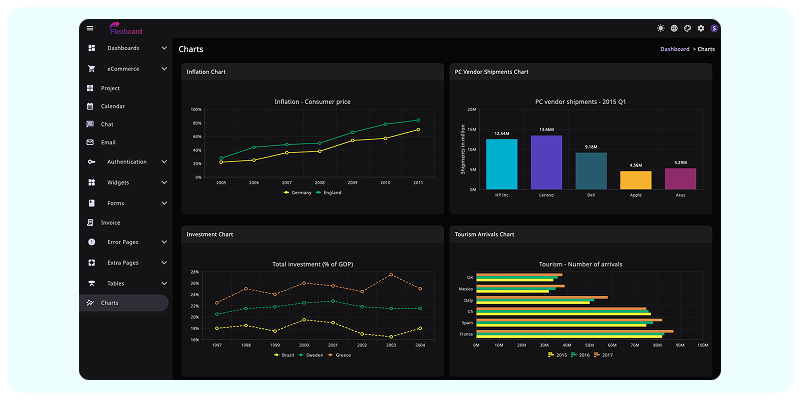 Flexboard
S
Dashboards
eCommerce
Project
Calendar
Chat
Email
Authentication
Widgets
Forms
Invoice
Error Pages
Extra Pages
Tables
Charts
Charts
Dashboard > Charts
Inflation Chart
Inflation - Consumer price
100%
80%
60%
40%
20%
0%
2005 2006 2007 2008 2009 2010 2011
Germany England
PC Vendor Shipments Chart
PC vendor shipments - 2015 Q1
Shipments in million
20M
15M
10M
5M
0M
12.54M 13.46M 9.18M 4.56M 5.29M
HP Inc Lenovo Dell Apple Asus
Investment Chart
Total investment (% of GDP)
28%
26%
24%
22%
20%
18%
16%
1997 1998 1999 2000 2001 2002 2003 2004
Brazil Sweden Greece
Tourism Arrivals Chart
Tourism - Number of arrivals
UK
Mexico
Italy
US
Spain
France
0M 10M 20M 30M 40M 50M 60M 70M 80M 90M 100M
2015 2016 2017